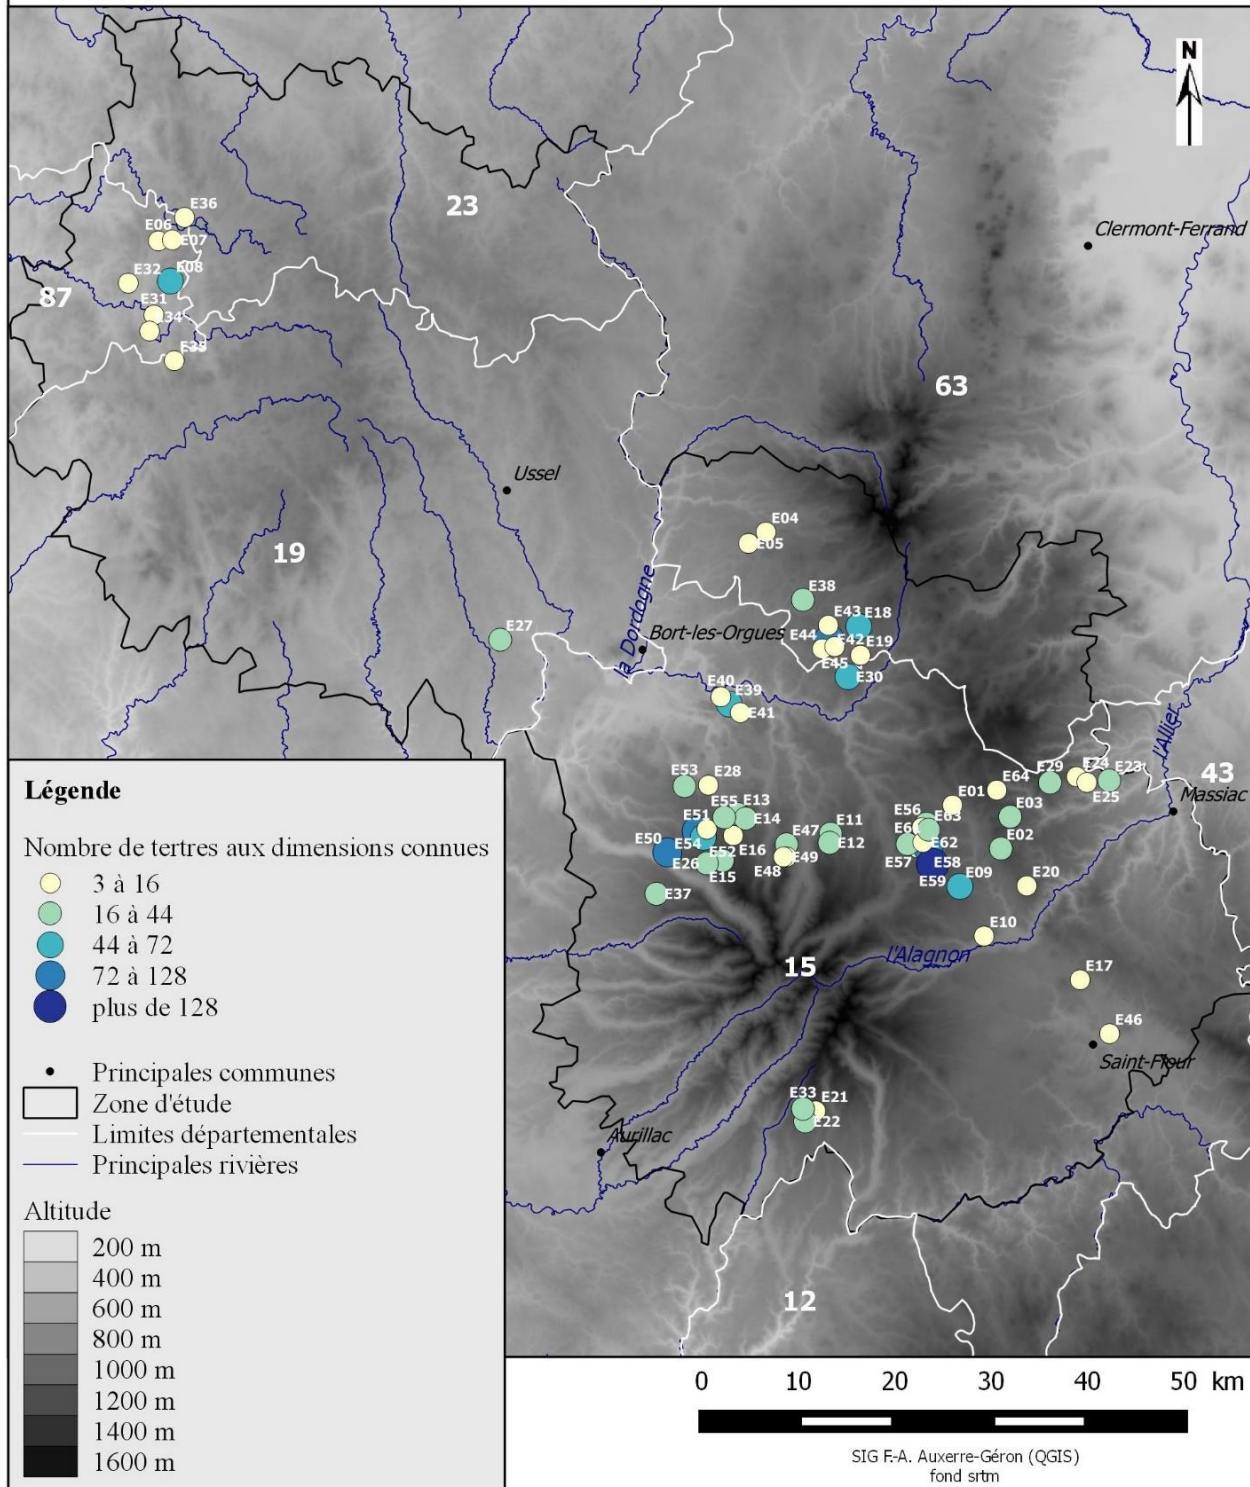 N
E36
23
E06
E07
Clermont-Ferrand
E32
E08
87
E31
E34
E35
63
Ussel
E04
E05
19
E38
la Dordogne
E43
E18
E27
Bort-les-Orgues
E44
E42
E19
E45
E30
E40
E39
E41
l'Allier
43
E53
E28
E29
E24
E23
E64
E25
E01
Massiac
E55
E13
E56
E03
E51
E14
E11
E63
E50
E54
E47
E61
E02
E16
E12
E62
E26
E52
E49
E57
E58
E15
E48
E59
E09
E20
E37
E10
l'Alagnon
15
E17
E46
Saint-Flour
E33
E21
E22
Aurillac
12
Légende
Nombre de tertres aux dimensions connues
3 à 16
16 à 44
44 à 72
72 à 128
plus de 128
Principales communes
Zone d'étude
Limites départementales
Principales rivières
Altitude
200 m
400 m
600 m
800 m
1000 m
1200 m
1400 m
1600 m
0 10 20 30 40 50 km
SIG F.-A. Auxerre-Géron (QGIS)
fond srtm